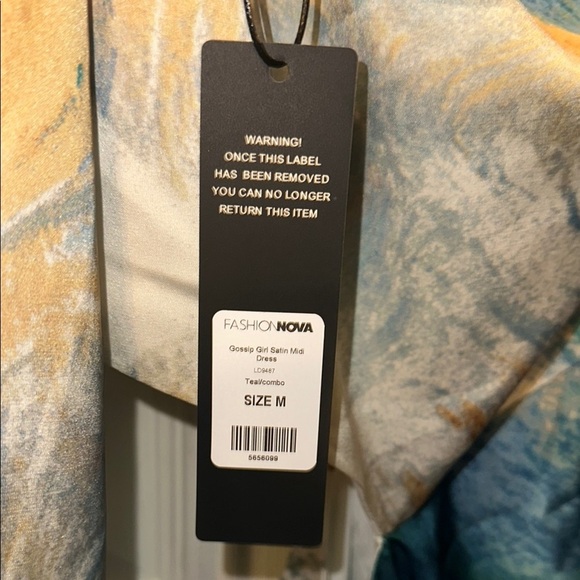 WARNING!
ONCE THIS LABEL
HAS BEEN REMOVED
YOU CAN NO LONGER
RETURN THIS ITEM
FASHIONNOVA
Gossip Girl Satin Midi
Dress
LD9487
Teal/combo
SIZE M
5656099